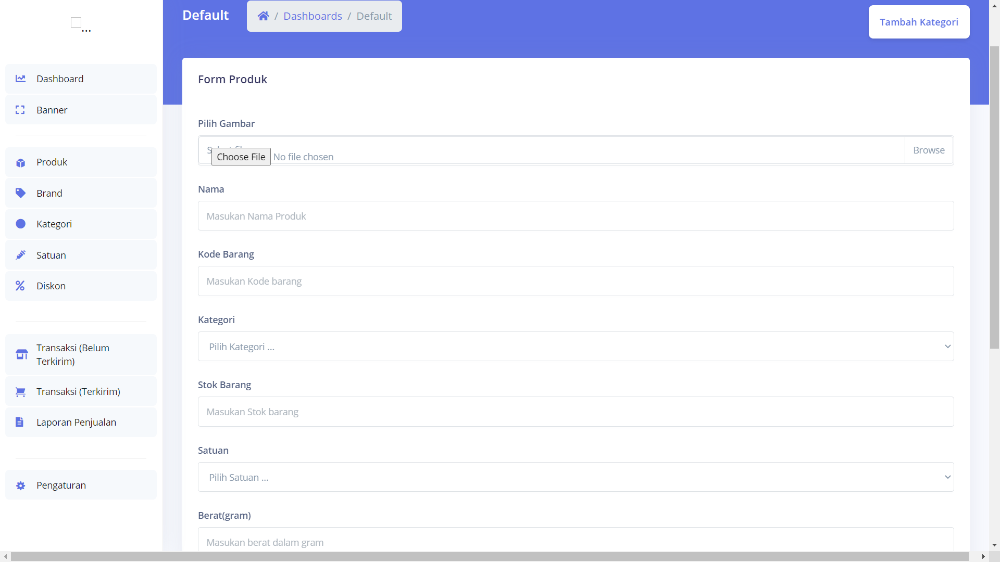 ...
Dashboard
Banner
Produk
Brand
Kategori
Satuan
Diskon
Transaksi (Belum
Terkirim)
Transaksi (Terkirim)
Laporan Penjualan
Pengaturan
Default
/ Dashboards / Default
Tambah Kategori
Form Produk
Pilih Gambar
Choose File No file chosen
Browse
Nama
Masukan Nama Produk
Kode Barang
Masukan Kode barang
Kategori
Pilih Kategori ...
Stok Barang
Masukan Stok barang
Satuan
Pilih Satuan ...
Berat(gram)
Masukan berat dalam gram